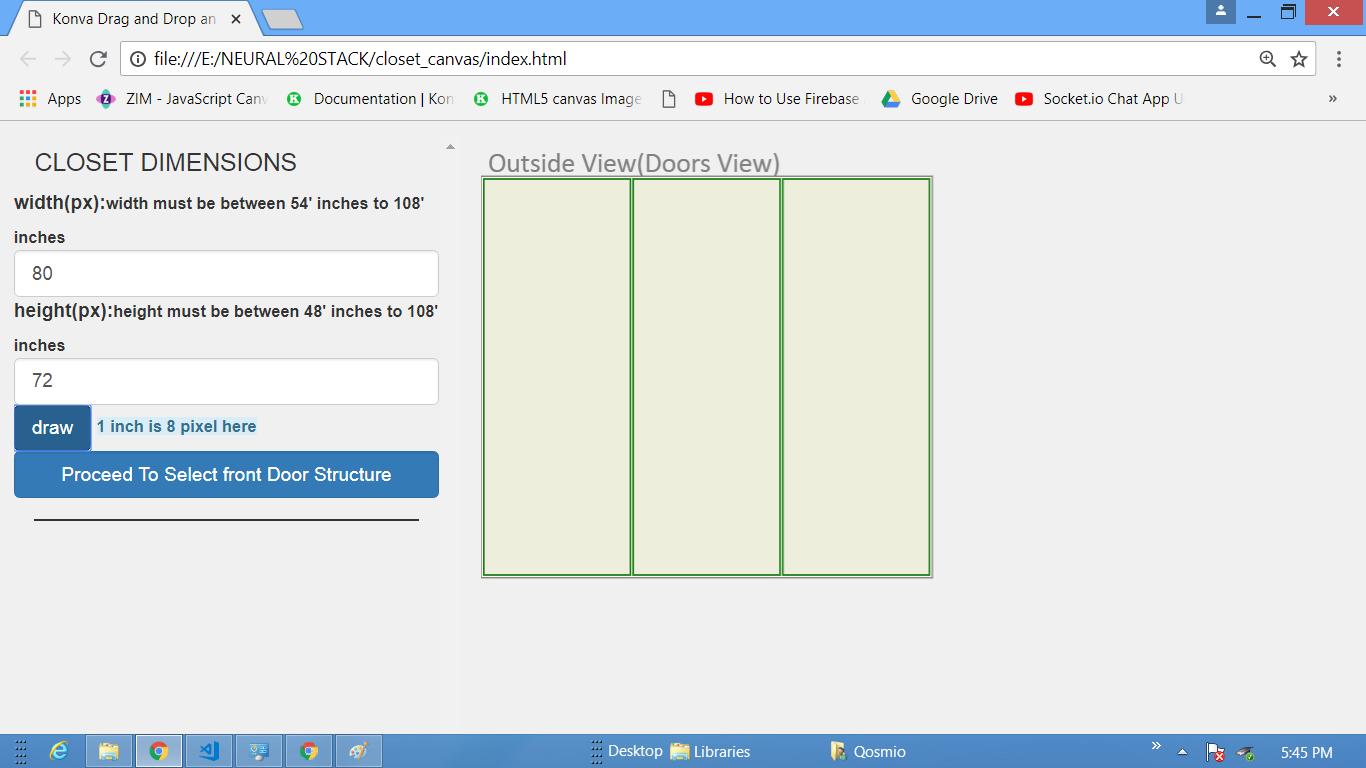 Konva Drag and Drop an
file:///E:/NEURAL%20STACK/closet_canvas/index.html
Apps ZIM - JavaScript Canv Documentation | Kon HTML5 canvas Image How to Use Firebase Google Drive Socket.io Chat App U »
CLOSET DIMENSIONS
width(px):width must be between 54' inches to 108'
inches
80
height(px):height must be between 48' inches to 108'
inches
72
draw 1 inch is 8 pixel here
Proceed To Select front Door Structure
Outside View(Doors View)
Desktop Libraries Qosmio » 5:45 PM